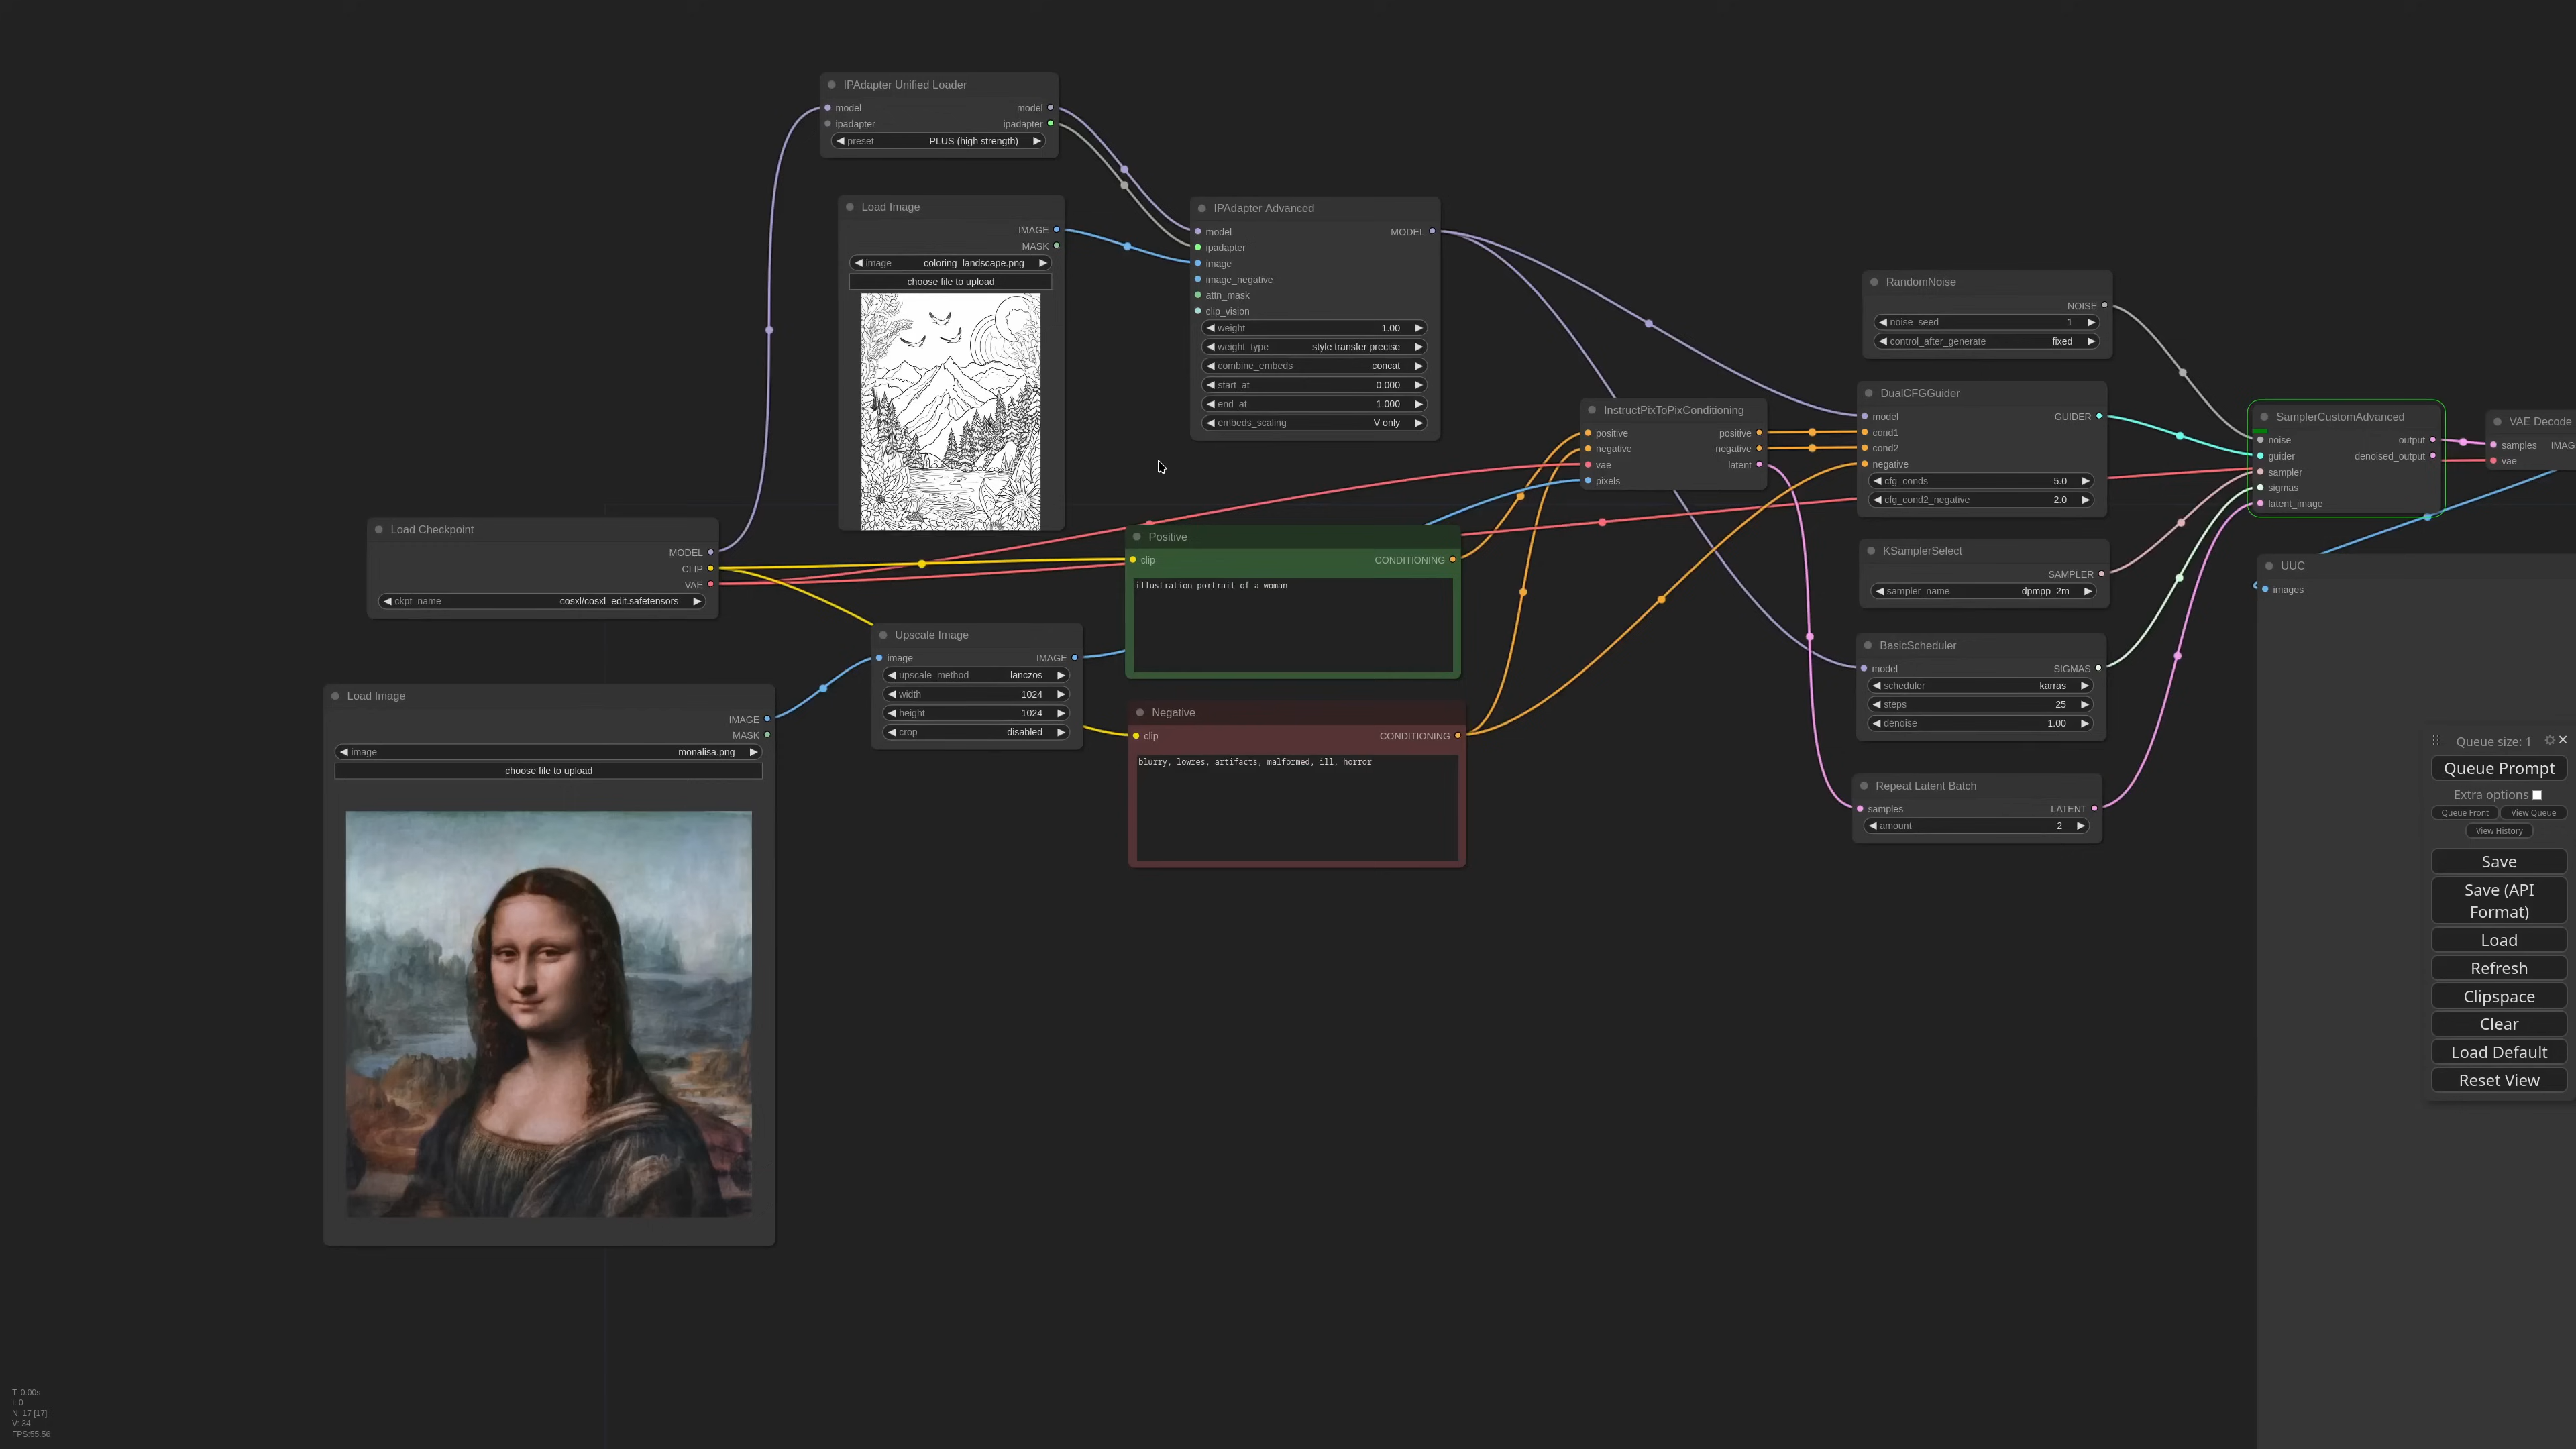 IPAdapter Unified Loader
model model
ipadapter ipadapter
preset PLUS (high strength)
Load Image
IMAGE
MASK
image coloring_landscape.png
choose file to upload
IPAdapter Advanced
model MODEL
ipadapter
image
image_negative
attn_mask
clip_vision
weight 1.00
weight_type style transfer precise
combine_embeds concat
start_at 0.000
end_at 1.000
embeds_scaling V only
Load Checkpoint
MODEL
CLIP
VAE
ckpt_name cosxl/cosxl_edit.safetensors
Load Image
IMAGE
MASK
image monalisa.png
choose file to upload
Upscale Image
image IMAGE
upscale_method lanczos
width 1024
height 1024
crop disabled
Positive
clip CONDITIONING
illustration portrait of a woman
Negative
clip CONDITIONING
blurry, lowres, artifacts, malformed, ill, horror
InstructPixToPixConditioning
positive positive
negative negative
vae latent
pixels
RandomNoise
NOISE
noise_seed 1
control_after_generate fixed
DualCFGGuider
model GUIDER
cond1
cond2
negative
cfg_conds 5.0
cfg_cond2_negative 2.0
KSamplerSelect
SAMPLER
sampler_name dpmpp_2m
BasicScheduler
model SIGMAS
scheduler karras
steps 25
denoise 1.00
Repeat Latent Batch
samples LATENT
amount 2
SamplerCustomAdvanced
noise output
guider denoised_output
sampler
sigmas
latent_image
VAE Decode
samples IMAG
vae
UUC
images
Queue size: 1
Queue Prompt
Extra options
Queue Front View Queue
View History
Save
Save (API
Format)
Load
Refresh
Clipspace
Clear
Load Default
Reset View
T: 0.00s
I: 0
N: 17 [17]
V: 34
FPS:55.56